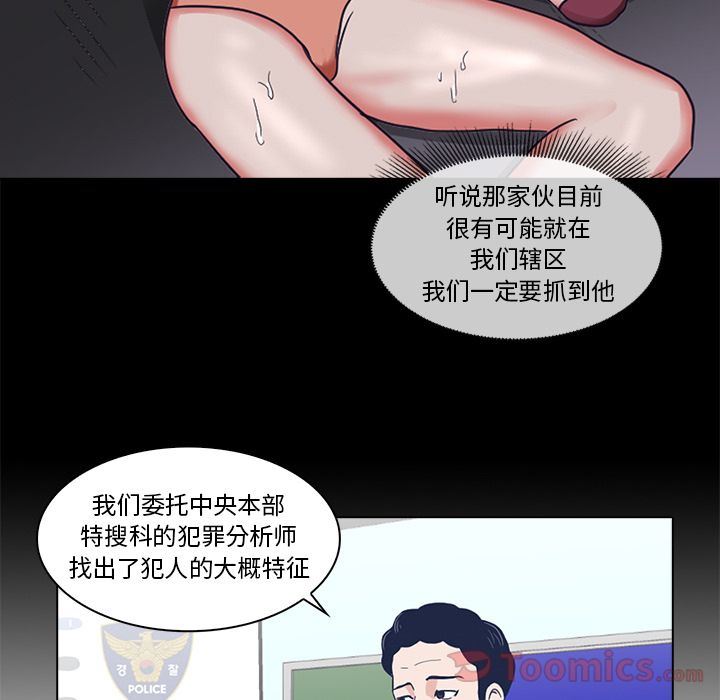 听说那家伙目前
很有可能就在
我们辖区
我们一定要抓到他
我们委托中央本部
特搜科的犯罪分析师
找出了犯人的大概特征
경찰
POLICE
Toomics.com